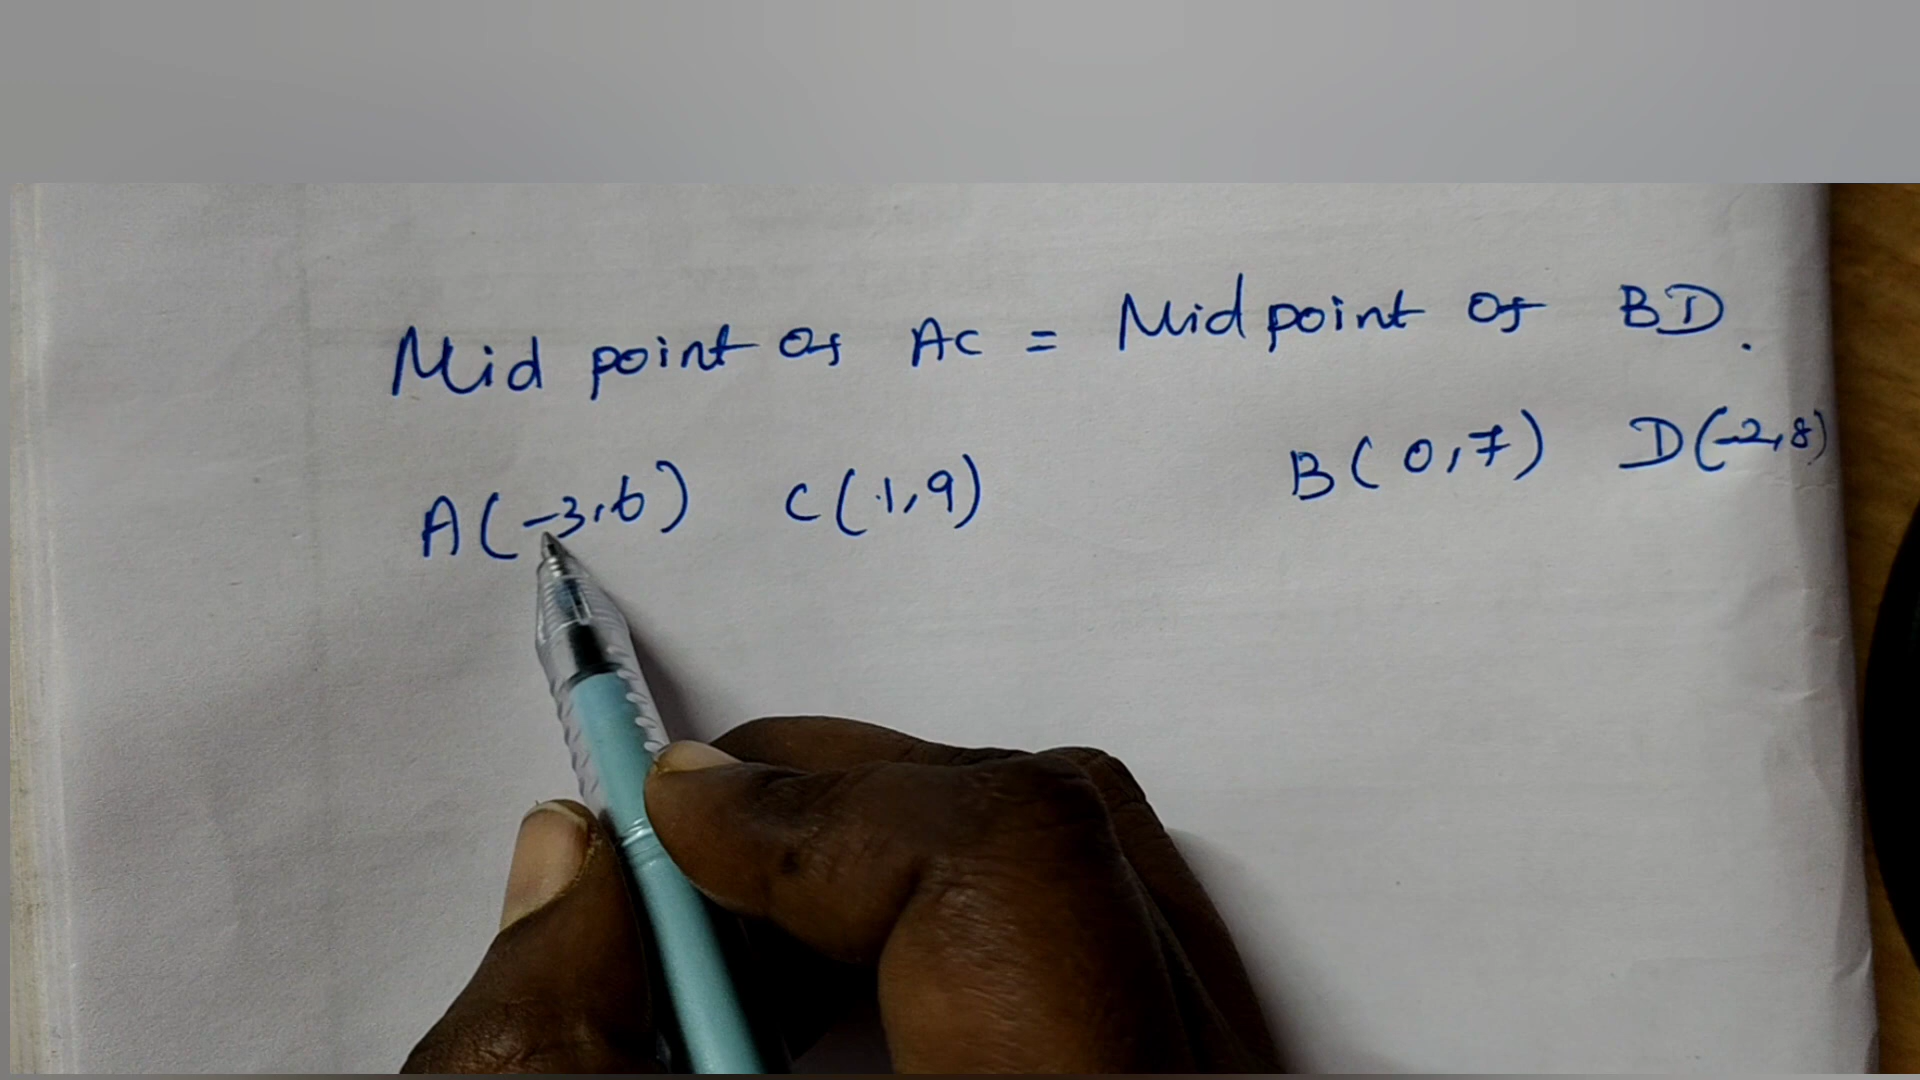 Mid point of AC = Midpoint of BD.
A(-3,6) C(1,9) B(0,7) D(-2,8)